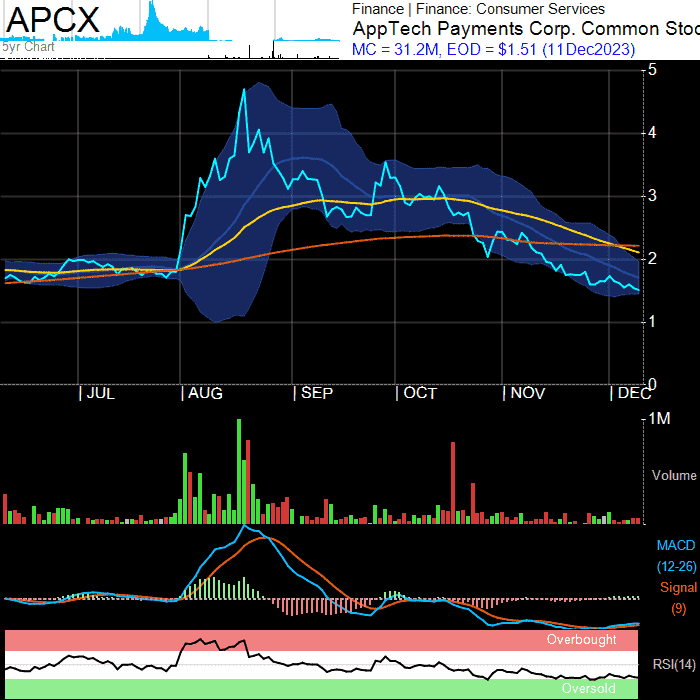 APCX
5yr Chart
Finance | Finance: Consumer Services
AppTech Payments Corp. Common Stoc
MC = 31.2M, EOD = $1.51 (11Dec2023)
5
4
3
2
1
0
| JUL | AUG | SEP | OCT | NOV | DEC
1M
Volume
MACD
(12-26)
Signal
(9)
Overbought
RSI(14)
Oversold